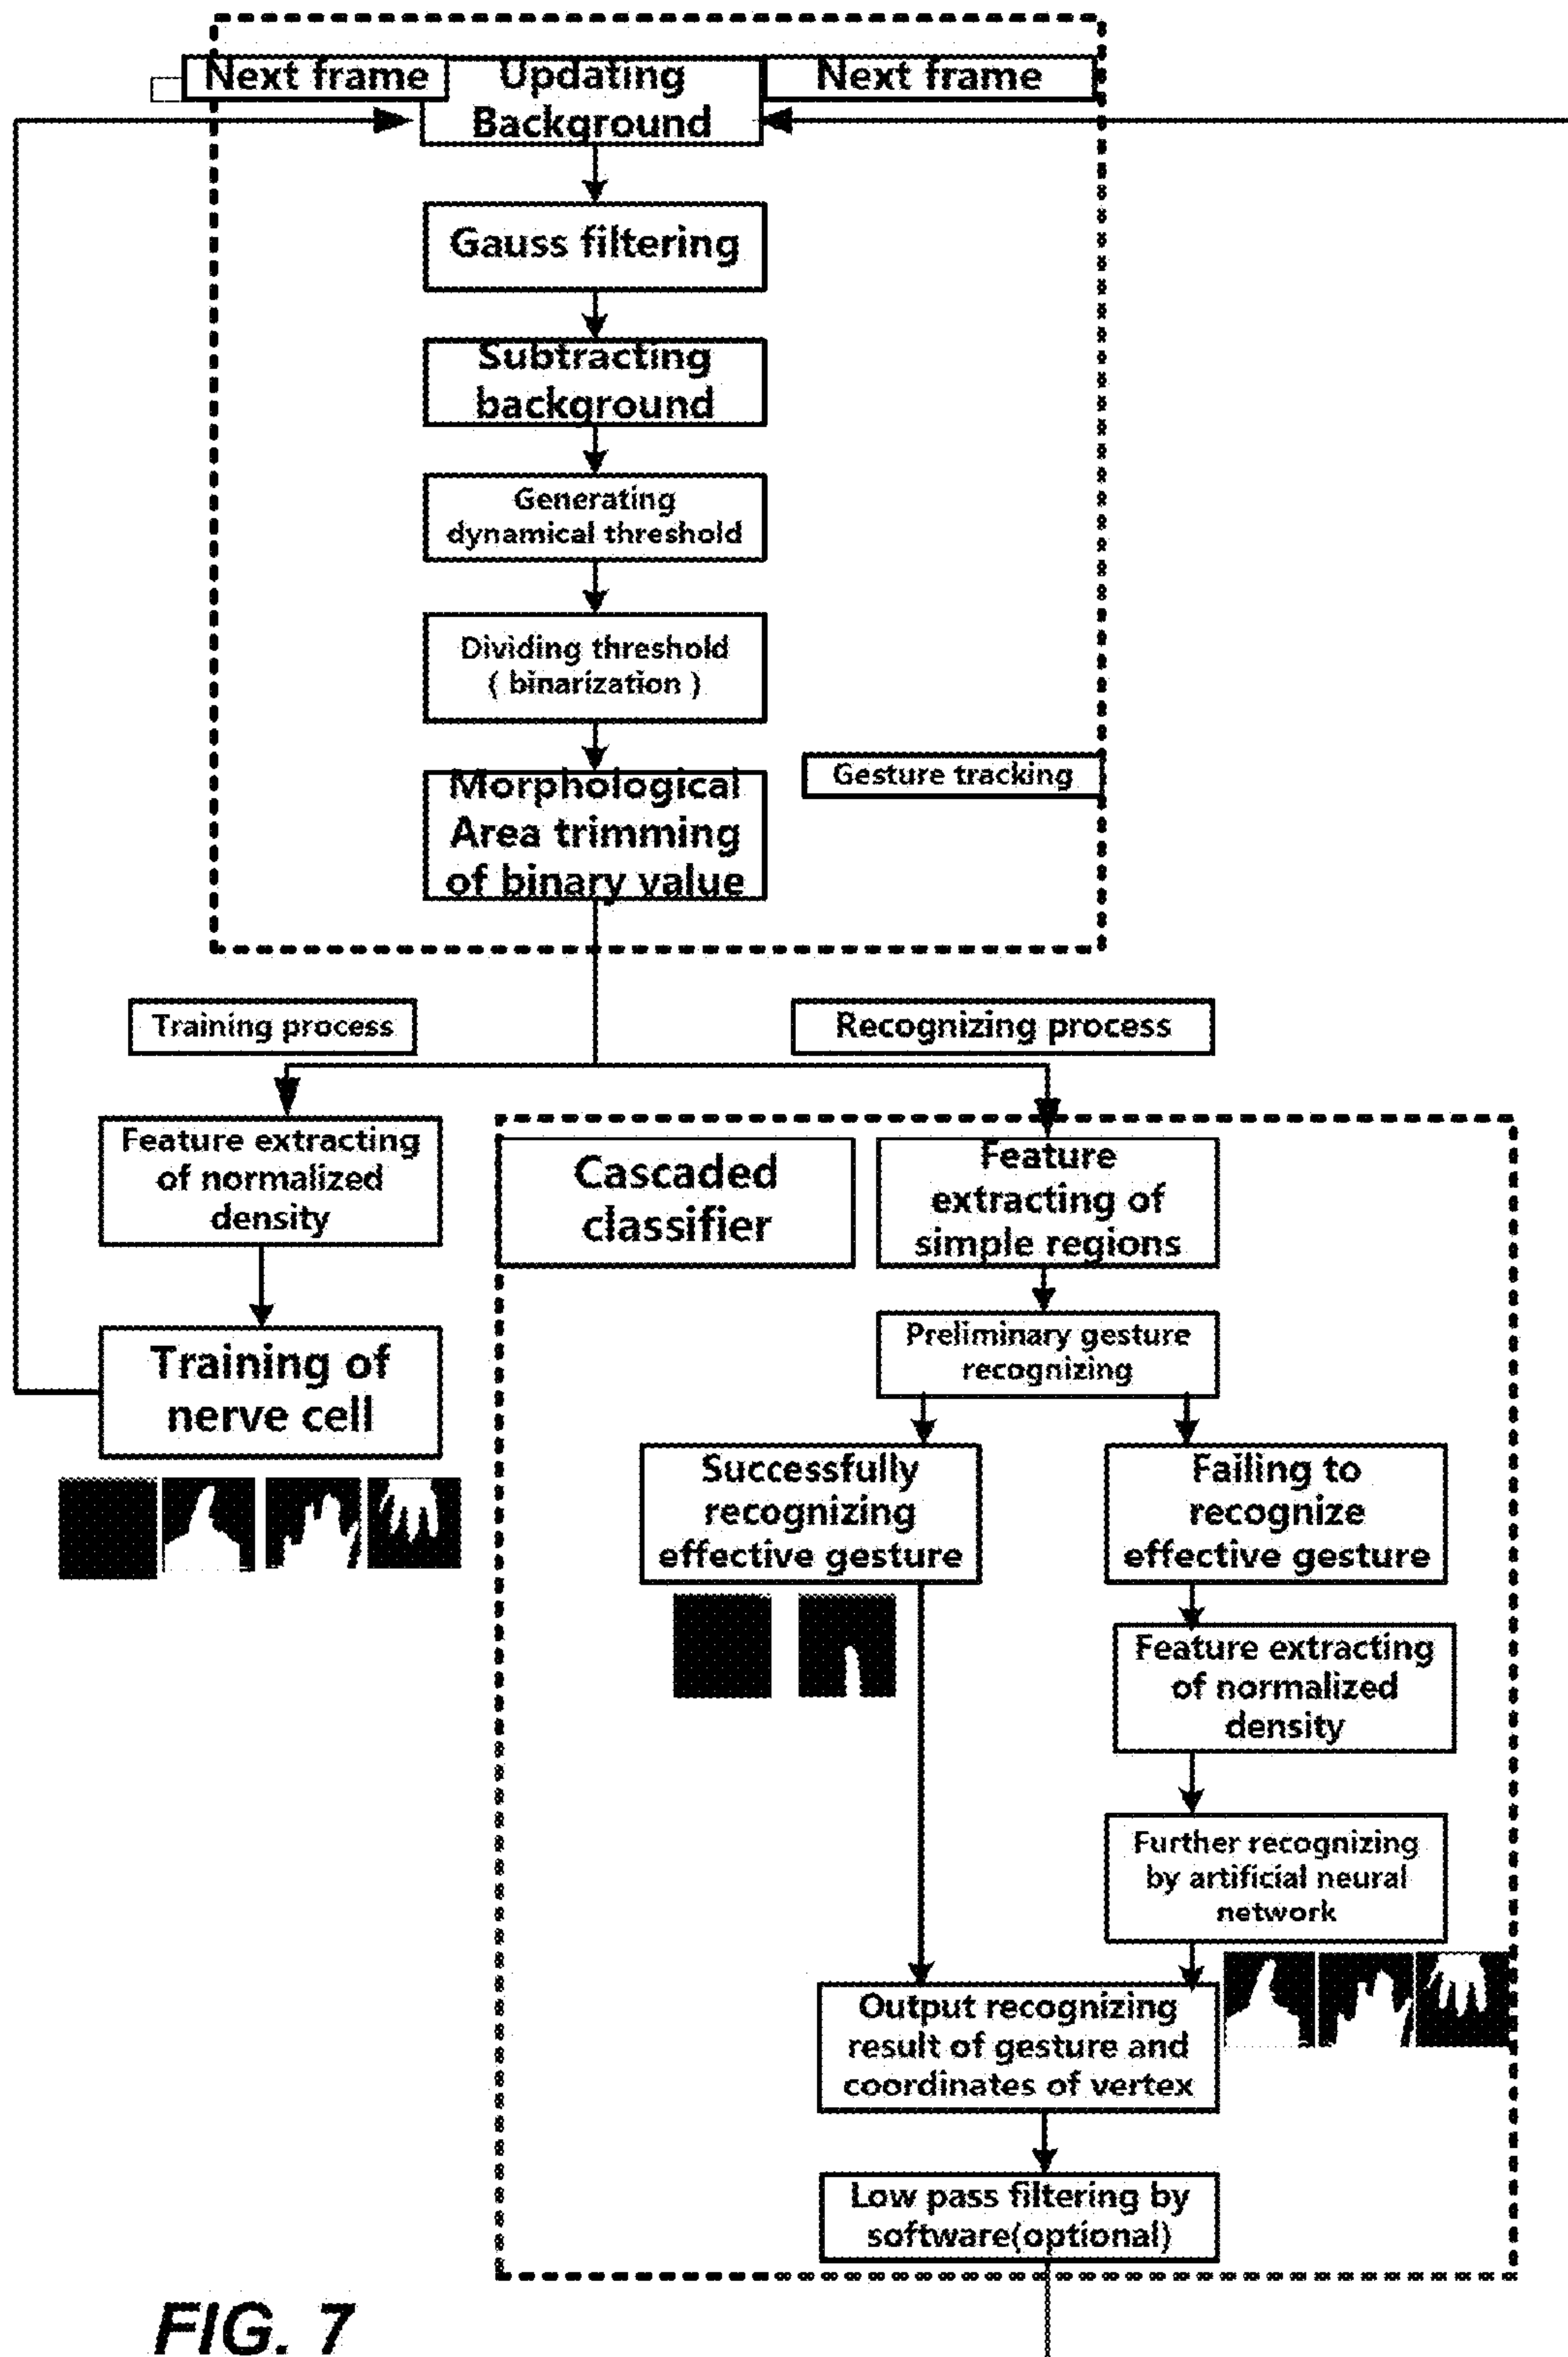 Next frame
Updating
Background
Next frame
Gauss filtering
Subtracting
background
Generating
dynamical threshold
Dividing threshold
( binarization )
Gesture tracking
Morphological
Area trimming
of binary value
Training process
Recognizing process
Feature extracting
of normalized
density
Cascaded
classifier
Feature
extracting of
simple regions
Training of
nerve cell
Preliminary gesture
recognizing
Successfully
recognizing
effective gesture
Failing to
recognize
effective gesture
Feature extracting
of normalized
density
Further recognizing
by artificial neural
network
Output recognizing
result of gesture and
coordinates of vertex
Low pass filtering by
software(optional)
FIG. 7